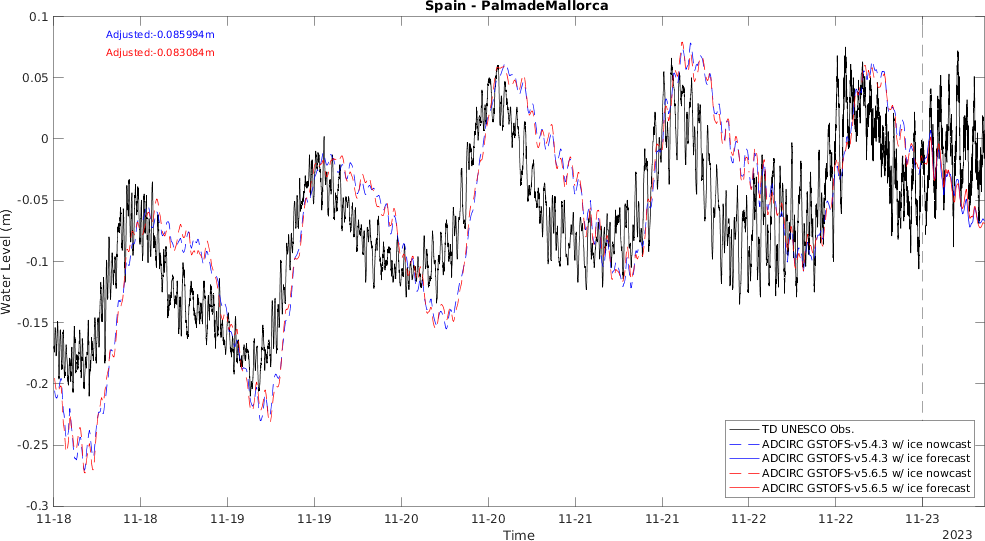 Spain - PalmadeMallorca
Adjusted:-0.085994m
Adjusted:-0.083084m
Water Level (m)
0.1
0.05
0
-0.05
-0.1
-0.15
-0.2
-0.25
-0.3
TD UNESCO Obs.
ADCIRC GSTOFS-v5.4.3 w/ ice nowcast
ADCIRC GSTOFS-v5.4.3 w/ ice forecast
ADCIRC GSTOFS-v5.6.5 w/ ice nowcast
ADCIRC GSTOFS-v5.6.5 w/ ice forecast
11-18 11-18 11-19 11-19 11-20 11-20 11-21 11-21 11-22 11-22 11-23
Time
2023